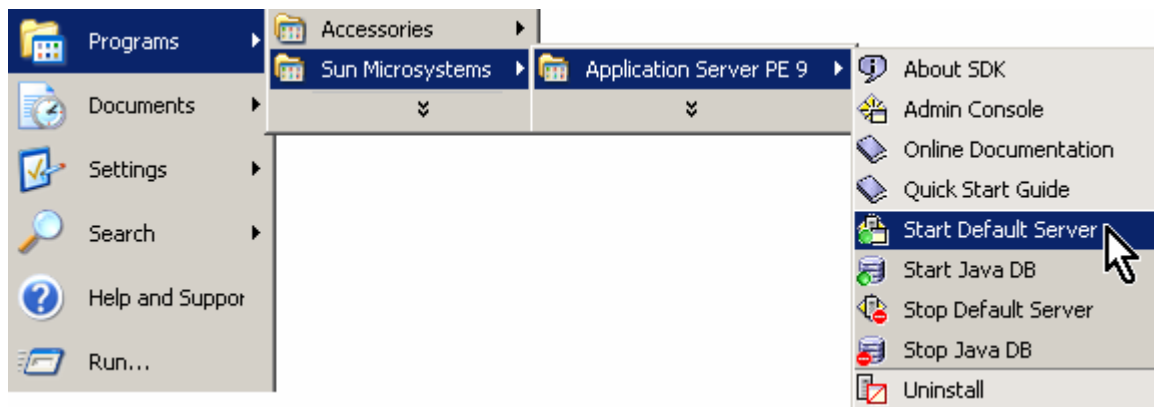 Programs
Documents
Settings
Search
Help and Suppor
Run...
Accessories
Sun Microsystems
Application Server PE 9
About SDK
Admin Console
Online Documentation
Quick Start Guide
Start Default Server
Start Java DB
Stop Default Server
Stop Java DB
Uninstall